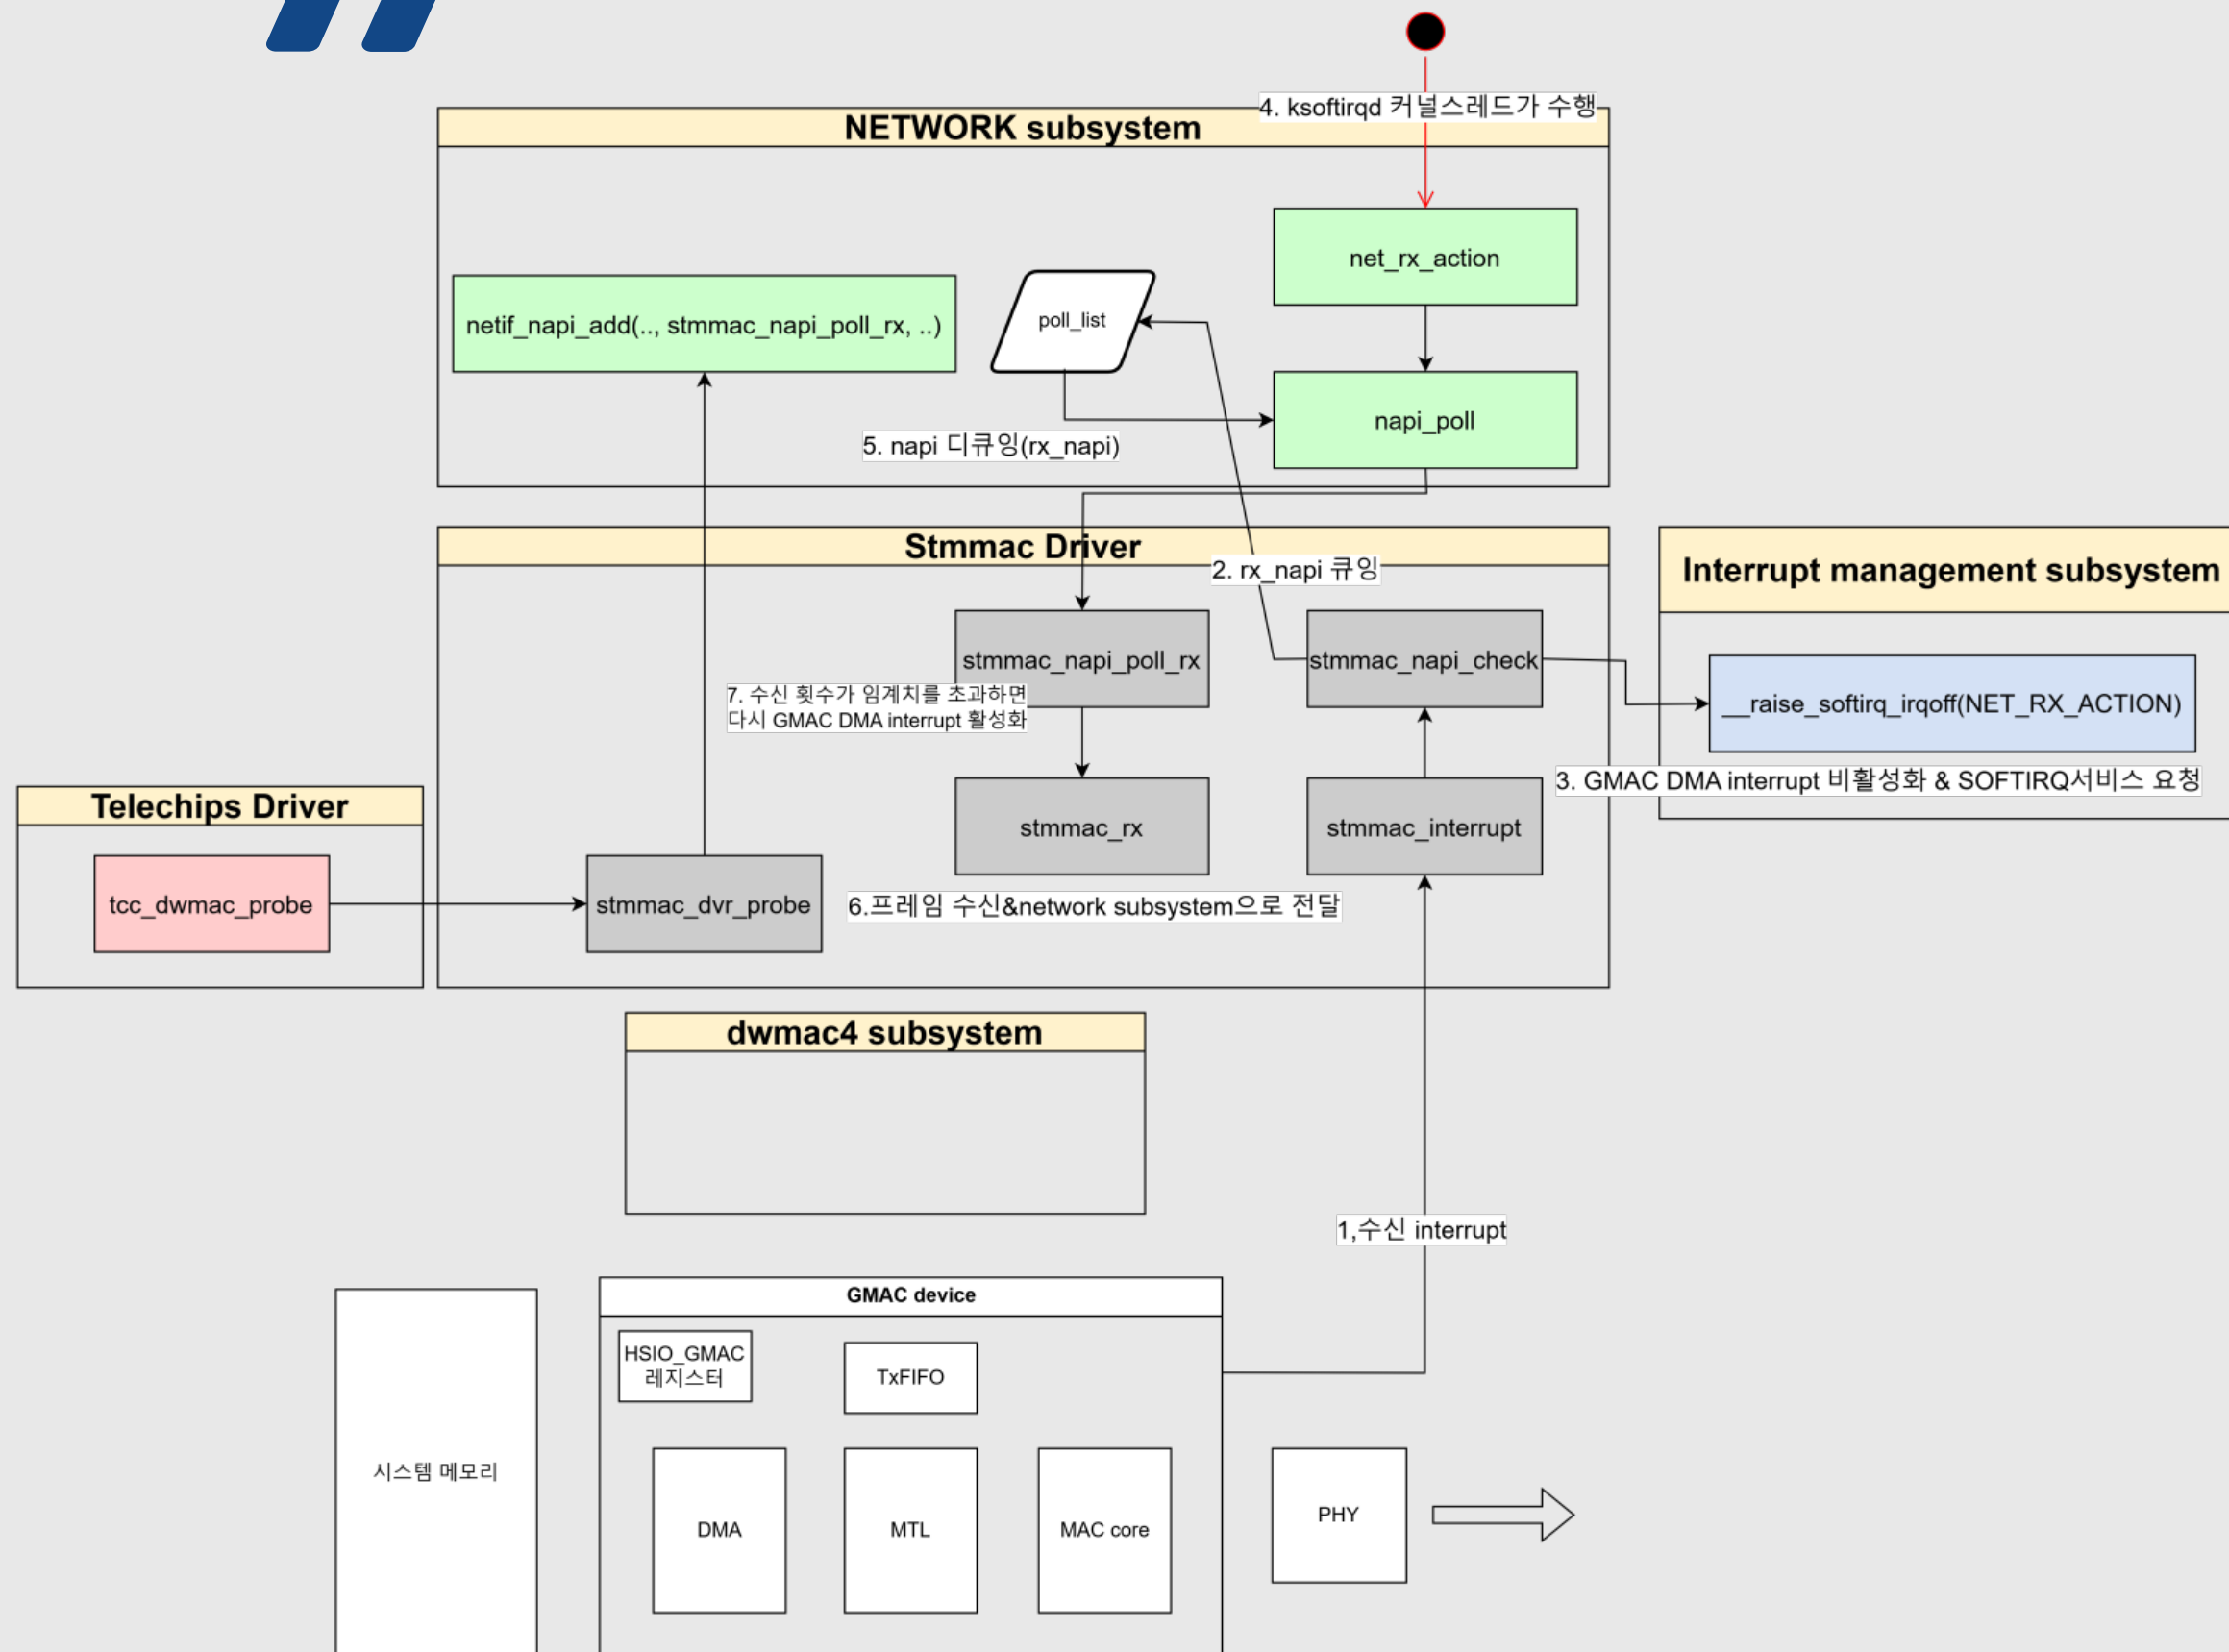 4. ksoftirqd 커널스레드가 수행
NETWORK subsystem
net_rx_action
netif_napi_add(.., stmmac_napi_poll_rx, ..)
poll_list
napi_poll
5. napi 디큐잉(rx_napi)
Stmmac Driver
2. rx_napi 큐잉
Interrupt management subsystem
stmmac_napi_poll_rx
stmmac_napi_check
7. 수신 횟수가 임계치를 초과하면
다시 GMAC DMA interrupt 활성화
__raise_softirq_irqoff(NET_RX_ACTION)
3. GMAC DMA interrupt 비활성화 & SOFTIRQ서비스 요청
Telechips Driver
stmmac_rx
stmmac_interrupt
tcc_dwmac_probe
stmmac_dvr_probe
6.프레임 수신&network subsystem으로 전달
dwmac4 subsystem
1,수신 interrupt
GMAC device
HSIO_GMAC
레지스터
TxFIFO
시스템 메모리
DMA
MTL
MAC core
PHY